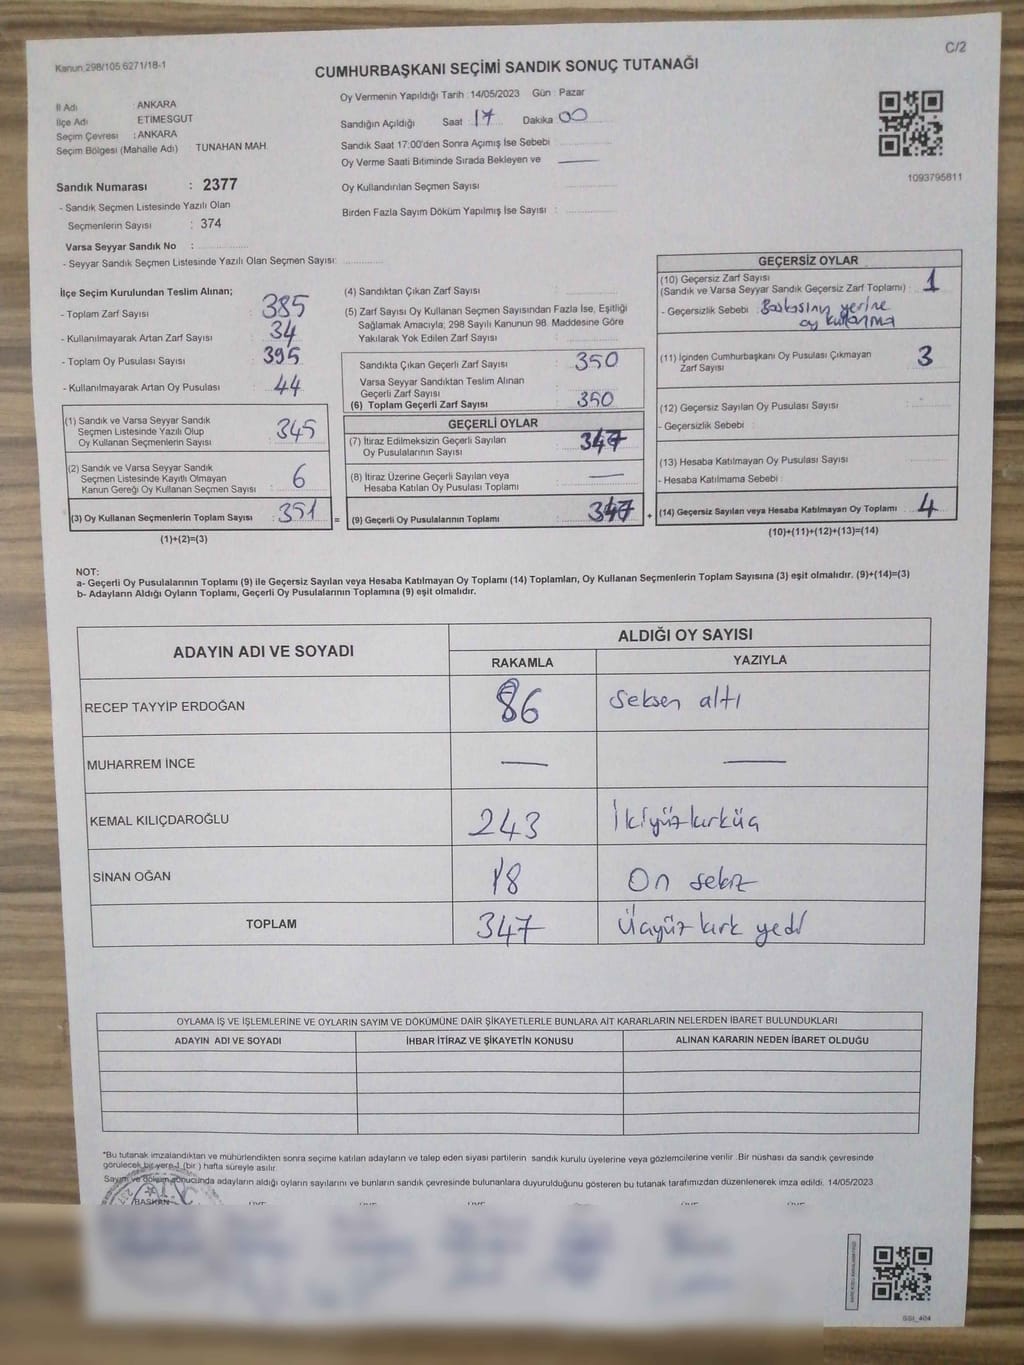 Kanun 298/105 6271/18-1
C/2
CUMHURBAŞKANI SEÇİMİ SANDIK SONUÇ TUTANAĞI
İl Adı : ANKARA
İlçe Adı : ETİMESGUT
Seçim Çevresi : ANKARA
Seçim Bölgesi (Mahalle Adı) TUNAHAN MAH.
Sandık Numarası : 2377
- Sandık Seçmen Listesinde Yazılı Olan
Seçmenlerin Sayısı : 374
Varsa Seyyar Sandık No :
- Seyyar Sandık Seçmen Listesinde Yazılı Olan Seçmen Sayısı:
Oy Vermenin Yapıldığı Tarih : 14/05/2023 Gün : Pazar
Sandığın Açıldığı Saat : 17 Dakika 00
Sandık Saat 17:00'den Sonra Açımış İse Sebebi
Oy Verme Saati Bitiminde Sırada Bekleyen ve —
Oy Kullandırılan Seçmen Sayısı
Birden Fazla Sayım Döküm Yapılmış İse Sayısı :
1093795811
İlçe Seçim Kurulundan Teslim Alınan;
- Toplam Zarf Sayısı : 385
- Kullanılmayarak Artan Zarf Sayısı : 34
- Toplam Oy Pusulası Sayısı : 395
- Kullanılmayarak Artan Oy Pusulası : 44
(1) Sandık ve Varsa Seyyar Sandık
Seçmen Listesinde Yazılı Olup
Oy Kullanan Seçmenlerin Sayısı : 345
(2) Sandık ve Varsa Seyyar Sandık
Seçmen Listesinde Kayıtlı Olmayan
Kanun Gereği Oy Kullanan Seçmen Sayısı : 6
(3) Oy Kullanan Seçmenlerin Toplam Sayısı : 351
(1)+(2)=(3)
(4) Sandıktan Çıkan Zarf Sayısı :
(5) Zarf Sayısı Oy Kullanan Seçmen Sayısından Fazla İse, Eşitliği
Sağlamak Amacıyla; 298 Sayılı Kanunun 98. Maddesine Göre
Yakılarak Yok Edilen Zarf Sayısı :
Sandıkta Çıkan Geçerli Zarf Sayısı : 350
Varsa Seyyar Sandıktan Teslim Alınan
Geçerli Zarf Sayısı
(6) Toplam Geçerli Zarf Sayısı : 350
GEÇERLİ OYLAR
(7) İtiraz Edilmeksizin Geçerli Sayılan
Oy Pusulalarının Sayısı : 347
(8) İtiraz Üzerine Geçerli Sayılan veya
Hesaba Katılan Oy Pusulası Toplamı : —
= (9) Geçerli Oy Pusulalarının Toplamı : 347
GEÇERSİZ OYLAR
(10) Geçersiz Zarf Sayısı
(Sandık ve Varsa Seyyar Sandık Geçersiz Zarf Toplamı) : 1
- Geçersizlik Sebebi : Başkasının yerine
oy kullanma
(11) İçinden Cumhurbaşkanı Oy Pusulası Çıkmayan
Zarf Sayısı : 3
(12) Geçersiz Sayılan Oy Pusulası Sayısı :
- Geçersizlik Sebebi :
(13) Hesaba Katılmayan Oy Pusulası Sayısı :
- Hesaba Katılmama Sebebi :
+ (14) Geçersiz Sayılan veya Hesaba Katılmayan Oy Toplamı : 4
(10)+(11)+(12)+(13)=(14)
NOT:
a- Geçerli Oy Pusulalarının Toplamı (9) ile Geçersiz Sayılan veya Hesaba Katılmayan Oy Toplamı (14) Toplamları, Oy Kullanan Seçmenlerin Toplam Sayısına (3) eşit olmalıdır. (9)+(14)=(3)
b- Adayların Aldığı Oyların Toplamı, Geçerli Oy Pusulalarının Toplamına (9) eşit olmalıdır.
ADAYIN ADI VE SOYADI
ALDIĞI OY SAYISI
RAKAMLA YAZIYLA
RECEP TAYYİP ERDOĞAN 86 Seksen altı
MUHARREM İNCE — —
KEMAL KILIÇDAROĞLU 243 İkiyüzkırküç
SİNAN OĞAN 18 On sekiz
TOPLAM 347 Üçyüz kırk yedi
OYLAMA İŞ VE İŞLEMLERİNE VE OYLARIN SAYIM VE DÖKÜMÜNE DAİR ŞİKAYETLERLE BUNLARA AİT KARARLARIN NELERDEN İBARET BULUNDUKLARI
ADAYIN ADI VE SOYADI İHBAR İTİRAZ VE ŞİKAYETİN KONUSU ALINAN KARARIN NEDEN İBARET OLDUĞU
*Bu tutanak imzalandıktan ve mühürlendikten sonra seçime katılan adayların ve talep eden siyasi partilerin sandık kurulu üyelerine veya gözlemcilerine verilir. Bir nüshası da sandık çevresinde
görülecek bir yere 1 (bir ) hafta süreyle asılır.
Sayım ve döküm sonucunda adayların aldığı oyların sayılarını ve bunların sandık çevresinde bulunanlara duyurulduğunu gösteren bu tutanak tarafımızdan düzenlenerek imza edildi. 14/05/2023
BAŞKAN
GSI_404